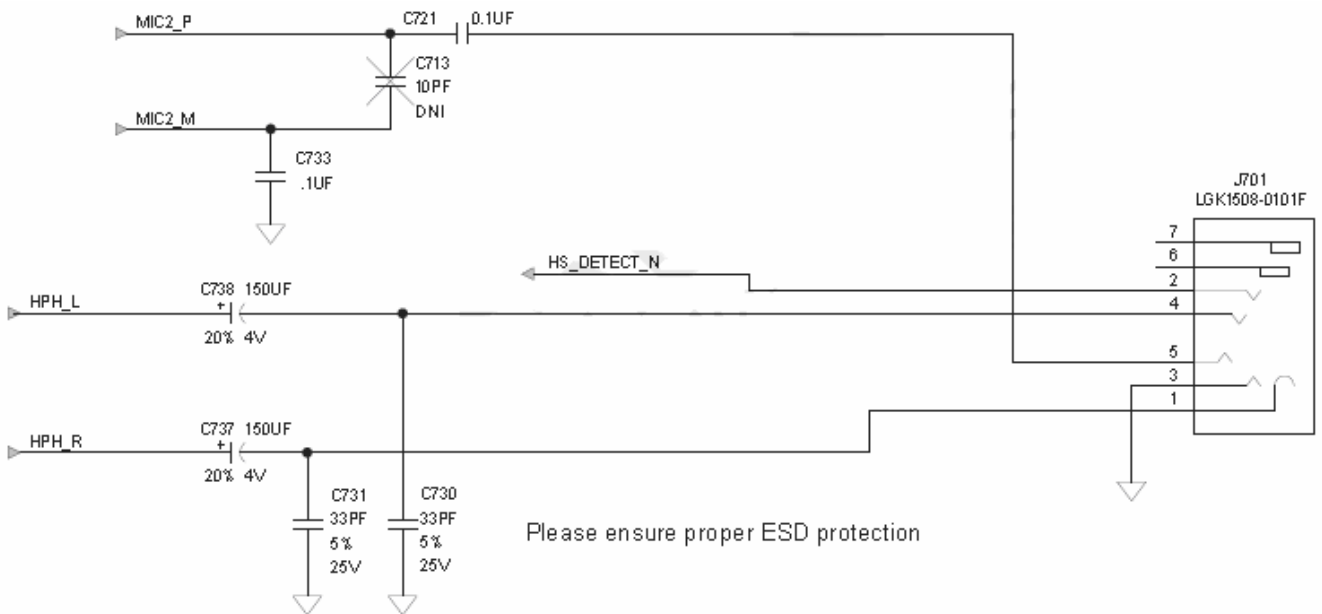 MIC2_P
C721
0.1UF
C713
10PF
DNI
MIC2_M
C733
.1UF
J701
LGK1508-0101F
7
6
HS_DETECT_N
2
C738 150UF
+
HPH_L
4
20% 4V
5
3
1
C737 150UF
+
HPH_R
20% 4V
C731
33PF
5%
25V
C730
33PF
5%
25V
Please ensure proper ESD protection